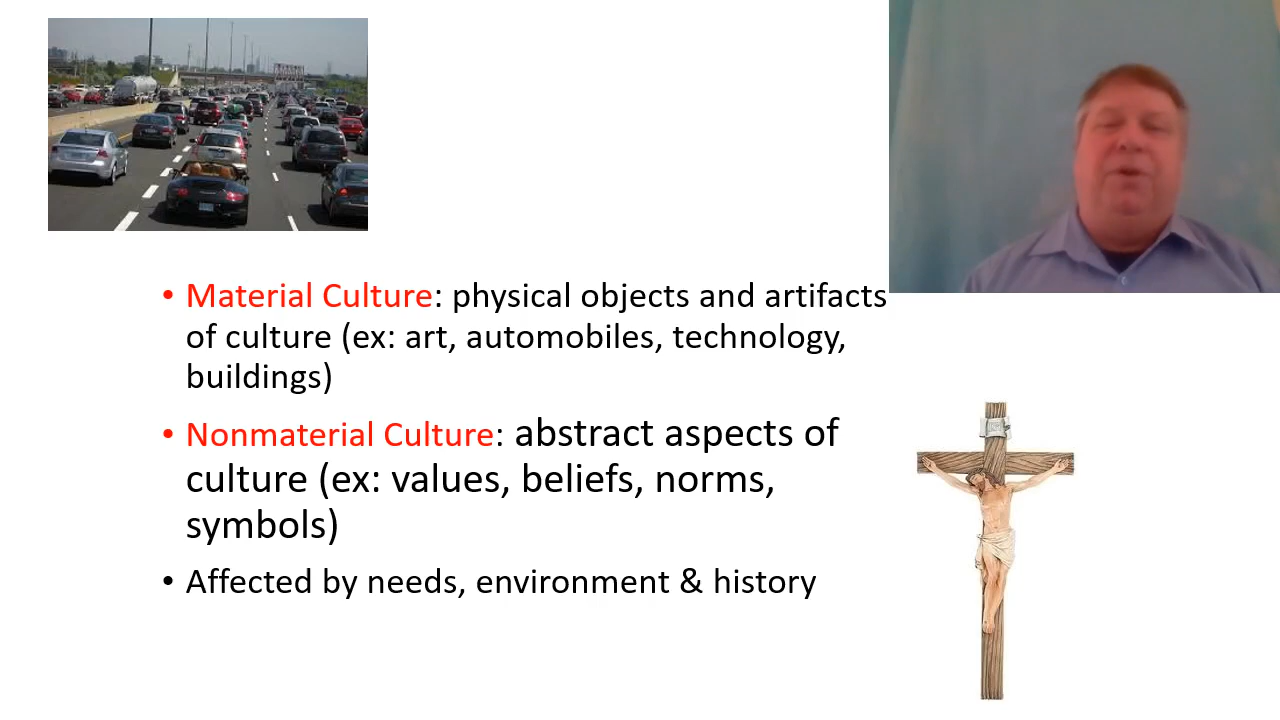 • Material Culture: physical objects and artifacts
of culture (ex: art, automobiles, technology,
buildings)
• Nonmaterial Culture: abstract aspects of
culture (ex: values, beliefs, norms,
symbols)
• Affected by needs, environment & history